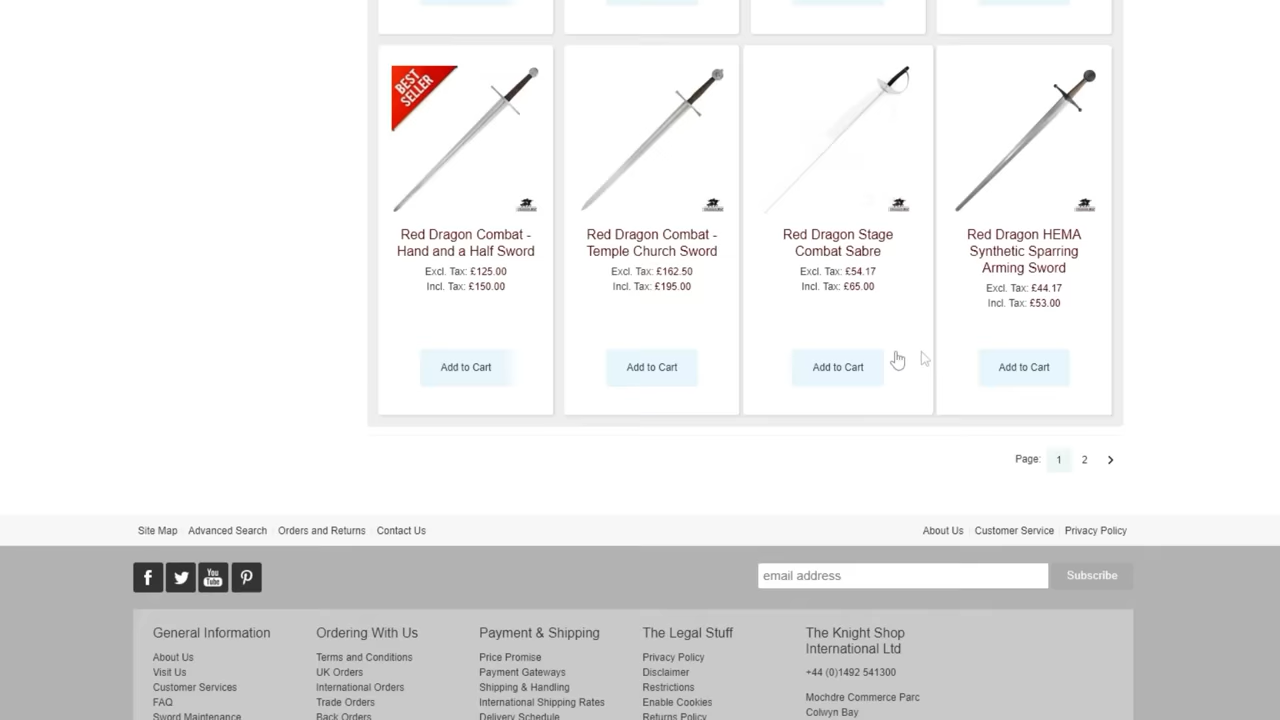 BEST
SELLER
Red Dragon Combat -
Hand and a Half Sword
Excl. Tax: £125.00
Incl. Tax: £150.00
Add to Cart
Red Dragon Combat -
Temple Church Sword
Excl. Tax: £162.50
Incl. Tax: £195.00
Add to Cart
Red Dragon Stage
Combat Sabre
Excl. Tax: £54.17
Incl. Tax: £65.00
Add to Cart
Red Dragon HEMA
Synthetic Sparring
Arming Sword
Excl. Tax: £44.17
Incl. Tax: £53.00
Add to Cart
Page: 1 2
Site Map Advanced Search Orders and Returns Contact Us
About Us Customer Service Privacy Policy
You
Tube
email address
Subscribe
General Information
About Us
Visit Us
Customer Services
FAQ
Sword Maintenance
Ordering With Us
Terms and Conditions
UK Orders
International Orders
Trade Orders
Back Orders
Payment & Shipping
Price Promise
Payment Gateways
Shipping & Handling
International Shipping Rates
Delivery Schedule
The Legal Stuff
Privacy Policy
Disclaimer
Restrictions
Enable Cookies
Returns Policy
The Knight Shop
International Ltd
+44 (0)1492 541300
Mochdre Commerce Parc
Colwyn Bay